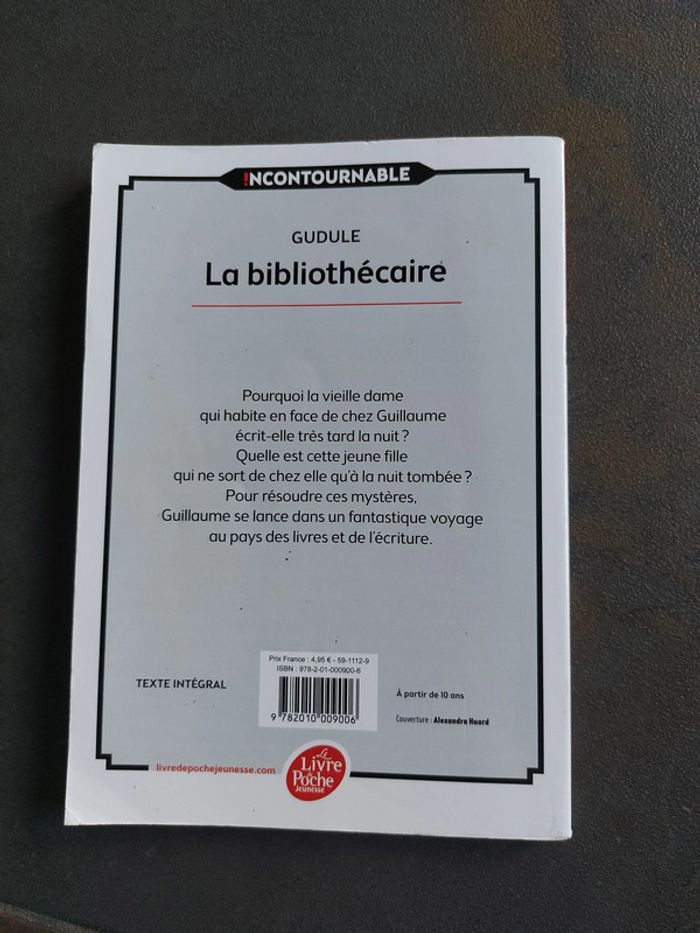 INCONTOURNABLE
GUDULE
La bibliothécaire
Pourquoi la vieille dame
qui habite en face de chez Guillaume
écrit-elle très tard la nuit ?
Quelle est cette jeune fille
qui ne sort de chez elle qu'à la nuit tombée ?
Pour résoudre ces mystères,
Guillaume se lance dans un fantastique voyage
au pays des livres et de l'écriture.
Prix France : 4,95 € - 59-1112-9
ISBN : 978-2-01-000900-6
9 782010 009006
TEXTE INTÉGRAL
À partir de 10 ans
Couverture : Alexandra Huard
livredepochejeunesse.com
Le
Livre
de
Poche
Jeunesse